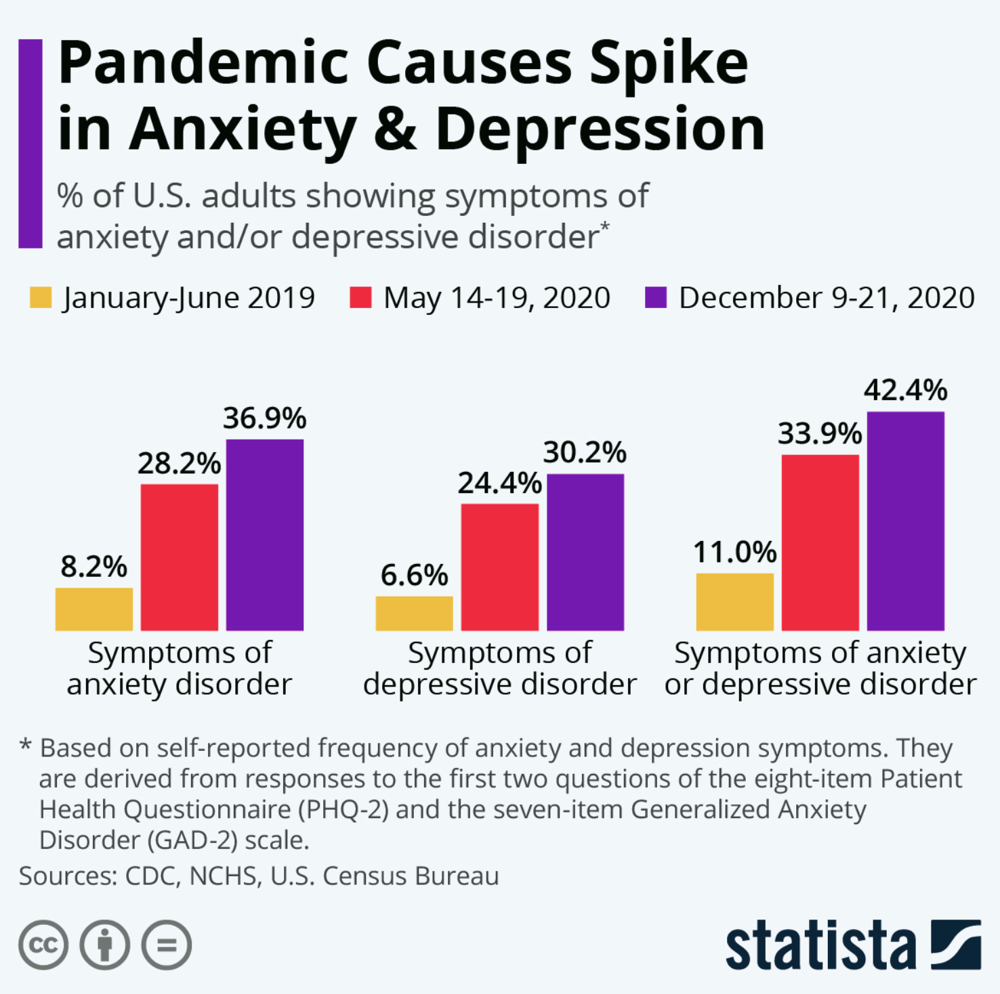 Pandemic Causes Spike
in Anxiety & Depression
% of U.S. adults showing symptoms of
anxiety and/or depressive disorder*
January-June 2019 May 14-19, 2020 December 9-21, 2020
8.2% 28.2% 36.9%
6.6% 24.4% 30.2%
11.0% 33.9% 42.4%
Symptoms of
anxiety disorder
Symptoms of
depressive disorder
Symptoms of anxiety
or depressive disorder
* Based on self-reported frequency of anxiety and depression symptoms. They
are derived from responses to the first two questions of the eight-item Patient
Health Questionnaire (PHQ-2) and the seven-item Generalized Anxiety
Disorder (GAD-2) scale.
Sources: CDC, NCHS, U.S. Census Bureau
cc =
statista